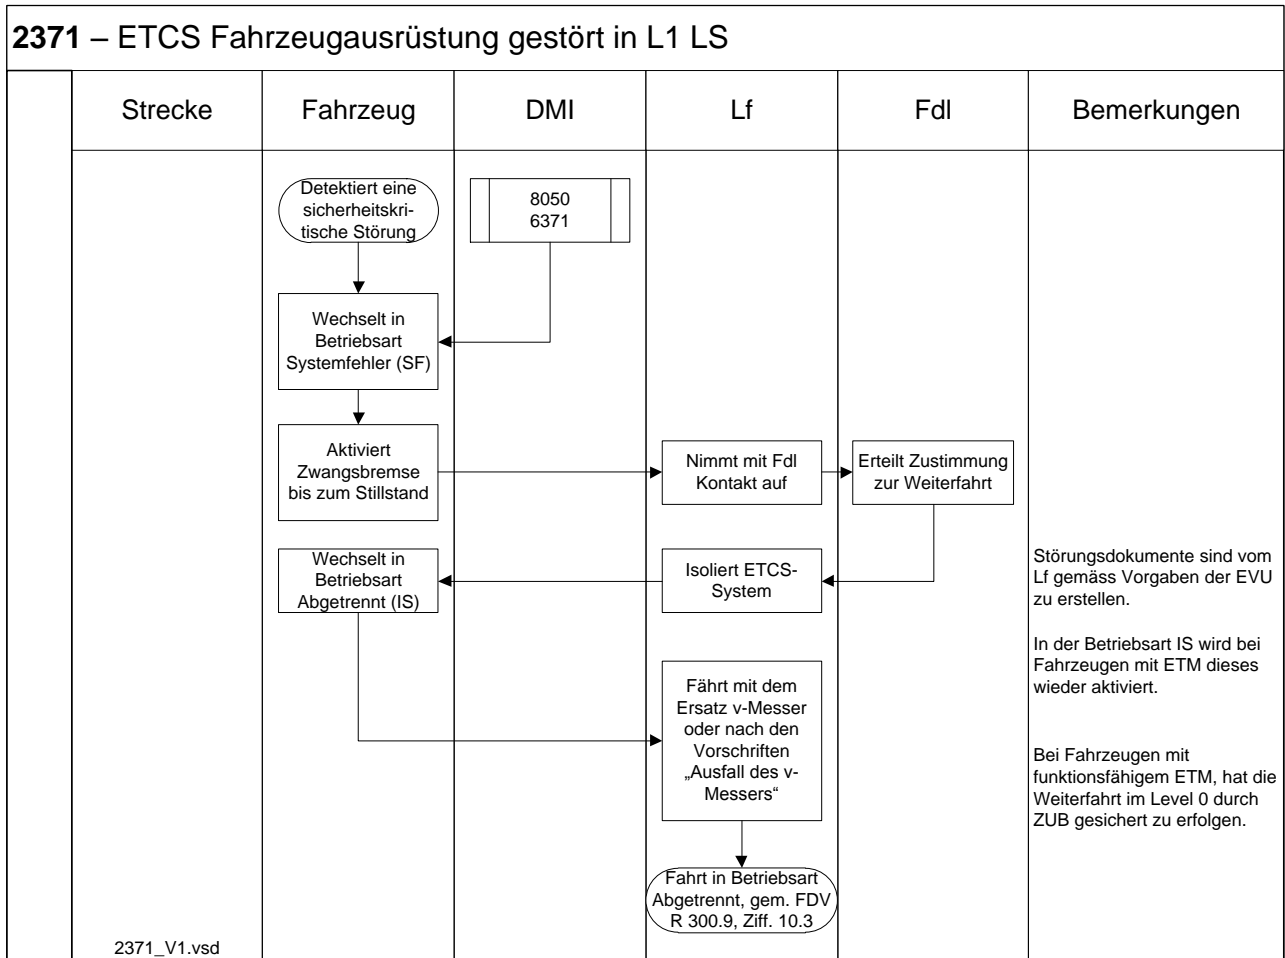 2371 – ETCS Fahrzeugausrüstung gestört in L1 LS
Strecke
Fahrzeug
DMI
Lf
Fdl
Bemerkungen
Detektiert eine
sicherheitskri-
tische Störung
8050
6371
Wechselt in
Betriebsart
Systemfehler (SF)
Aktiviert
Zwangsbremse
bis zum Stillstand
Nimmt mit Fdl
Kontakt auf
Erteilt Zustimmung
zur Weiterfahrt
Wechselt in
Betriebsart
Abgetrennt (IS)
Isoliert ETCS-
System
Störungsdokumente sind vom
Lf gemäss Vorgaben der EVU
zu erstellen.
In der Betriebsart IS wird bei
Fahrzeugen mit ETM dieses
wieder aktiviert.
Fährt mit dem
Ersatz v-Messer
oder nach den
Vorschriften
„Ausfall des v-
Messers“
Bei Fahrzeugen mit
funktionsfähigem ETM, hat die
Weiterfahrt im Level 0 durch
ZUB gesichert zu erfolgen.
Fahrt in Betriebsart
Abgetrennt, gem. FDV
R 300.9, Ziff. 10.3
2371_V1.vsd